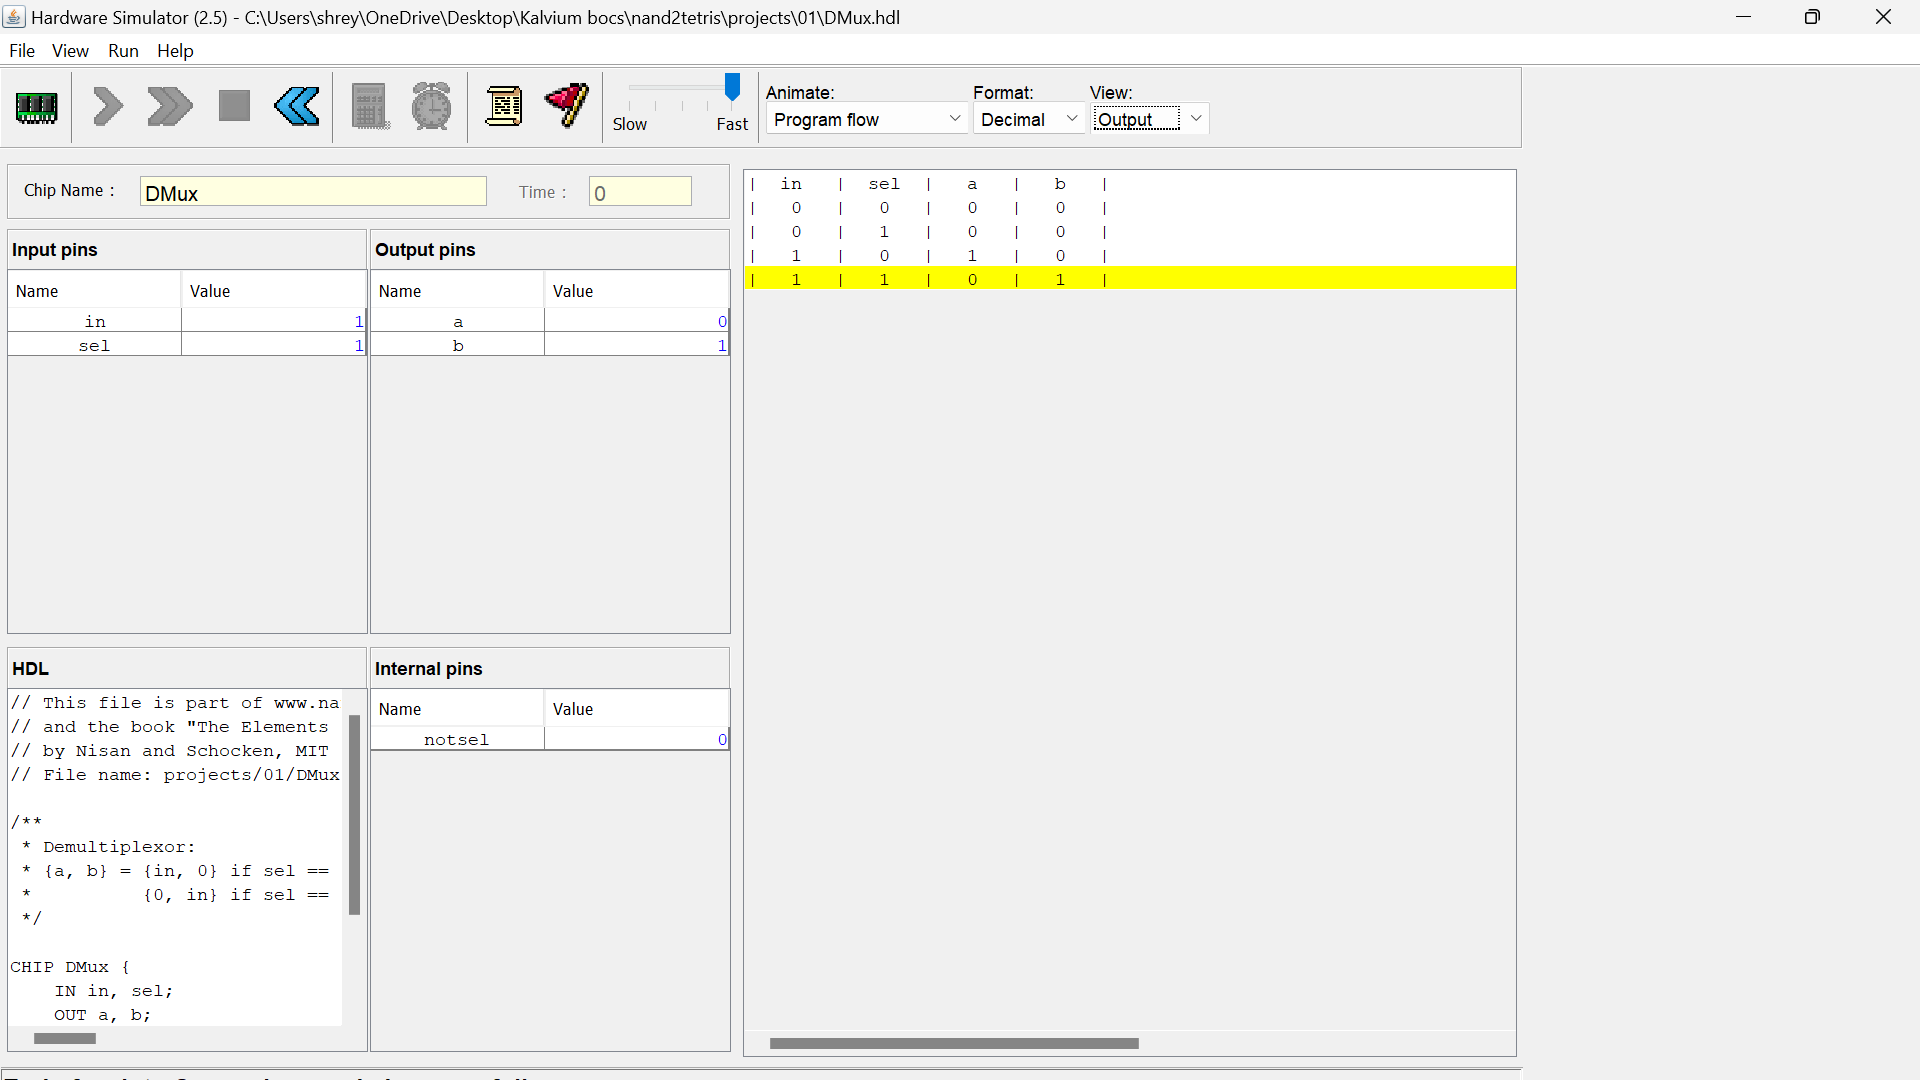 Hardware Simulator (2.5) - C:\Users\shrey\OneDrive\Desktop\Kalvium bocs\nand2tetris\projects\01\DMux.hdl
File View Run Help
Slow Fast
Animate:
Program flow
Format:
Decimal
View:
Output
Chip Name : DMux Time : 0
Input pins
Name Value
in 1
sel 1
Output pins
Name Value
a 0
b 1
HDL
// This file is part of www.na
// and the book "The Elements
// by Nisan and Schocken, MIT
// File name: projects/01/DMux
/**
* Demultiplexor:
* {a, b} = {in, 0} if sel ==
* {0, in} if sel ==
*/
CHIP DMux {
IN in, sel;
OUT a, b;
Internal pins
Name Value
notsel 0
| in | sel | a | b |
| 0 | 0 | 0 | 0 |
| 0 | 1 | 0 | 0 |
| 1 | 0 | 1 | 0 |
| 1 | 1 | 0 | 1 |